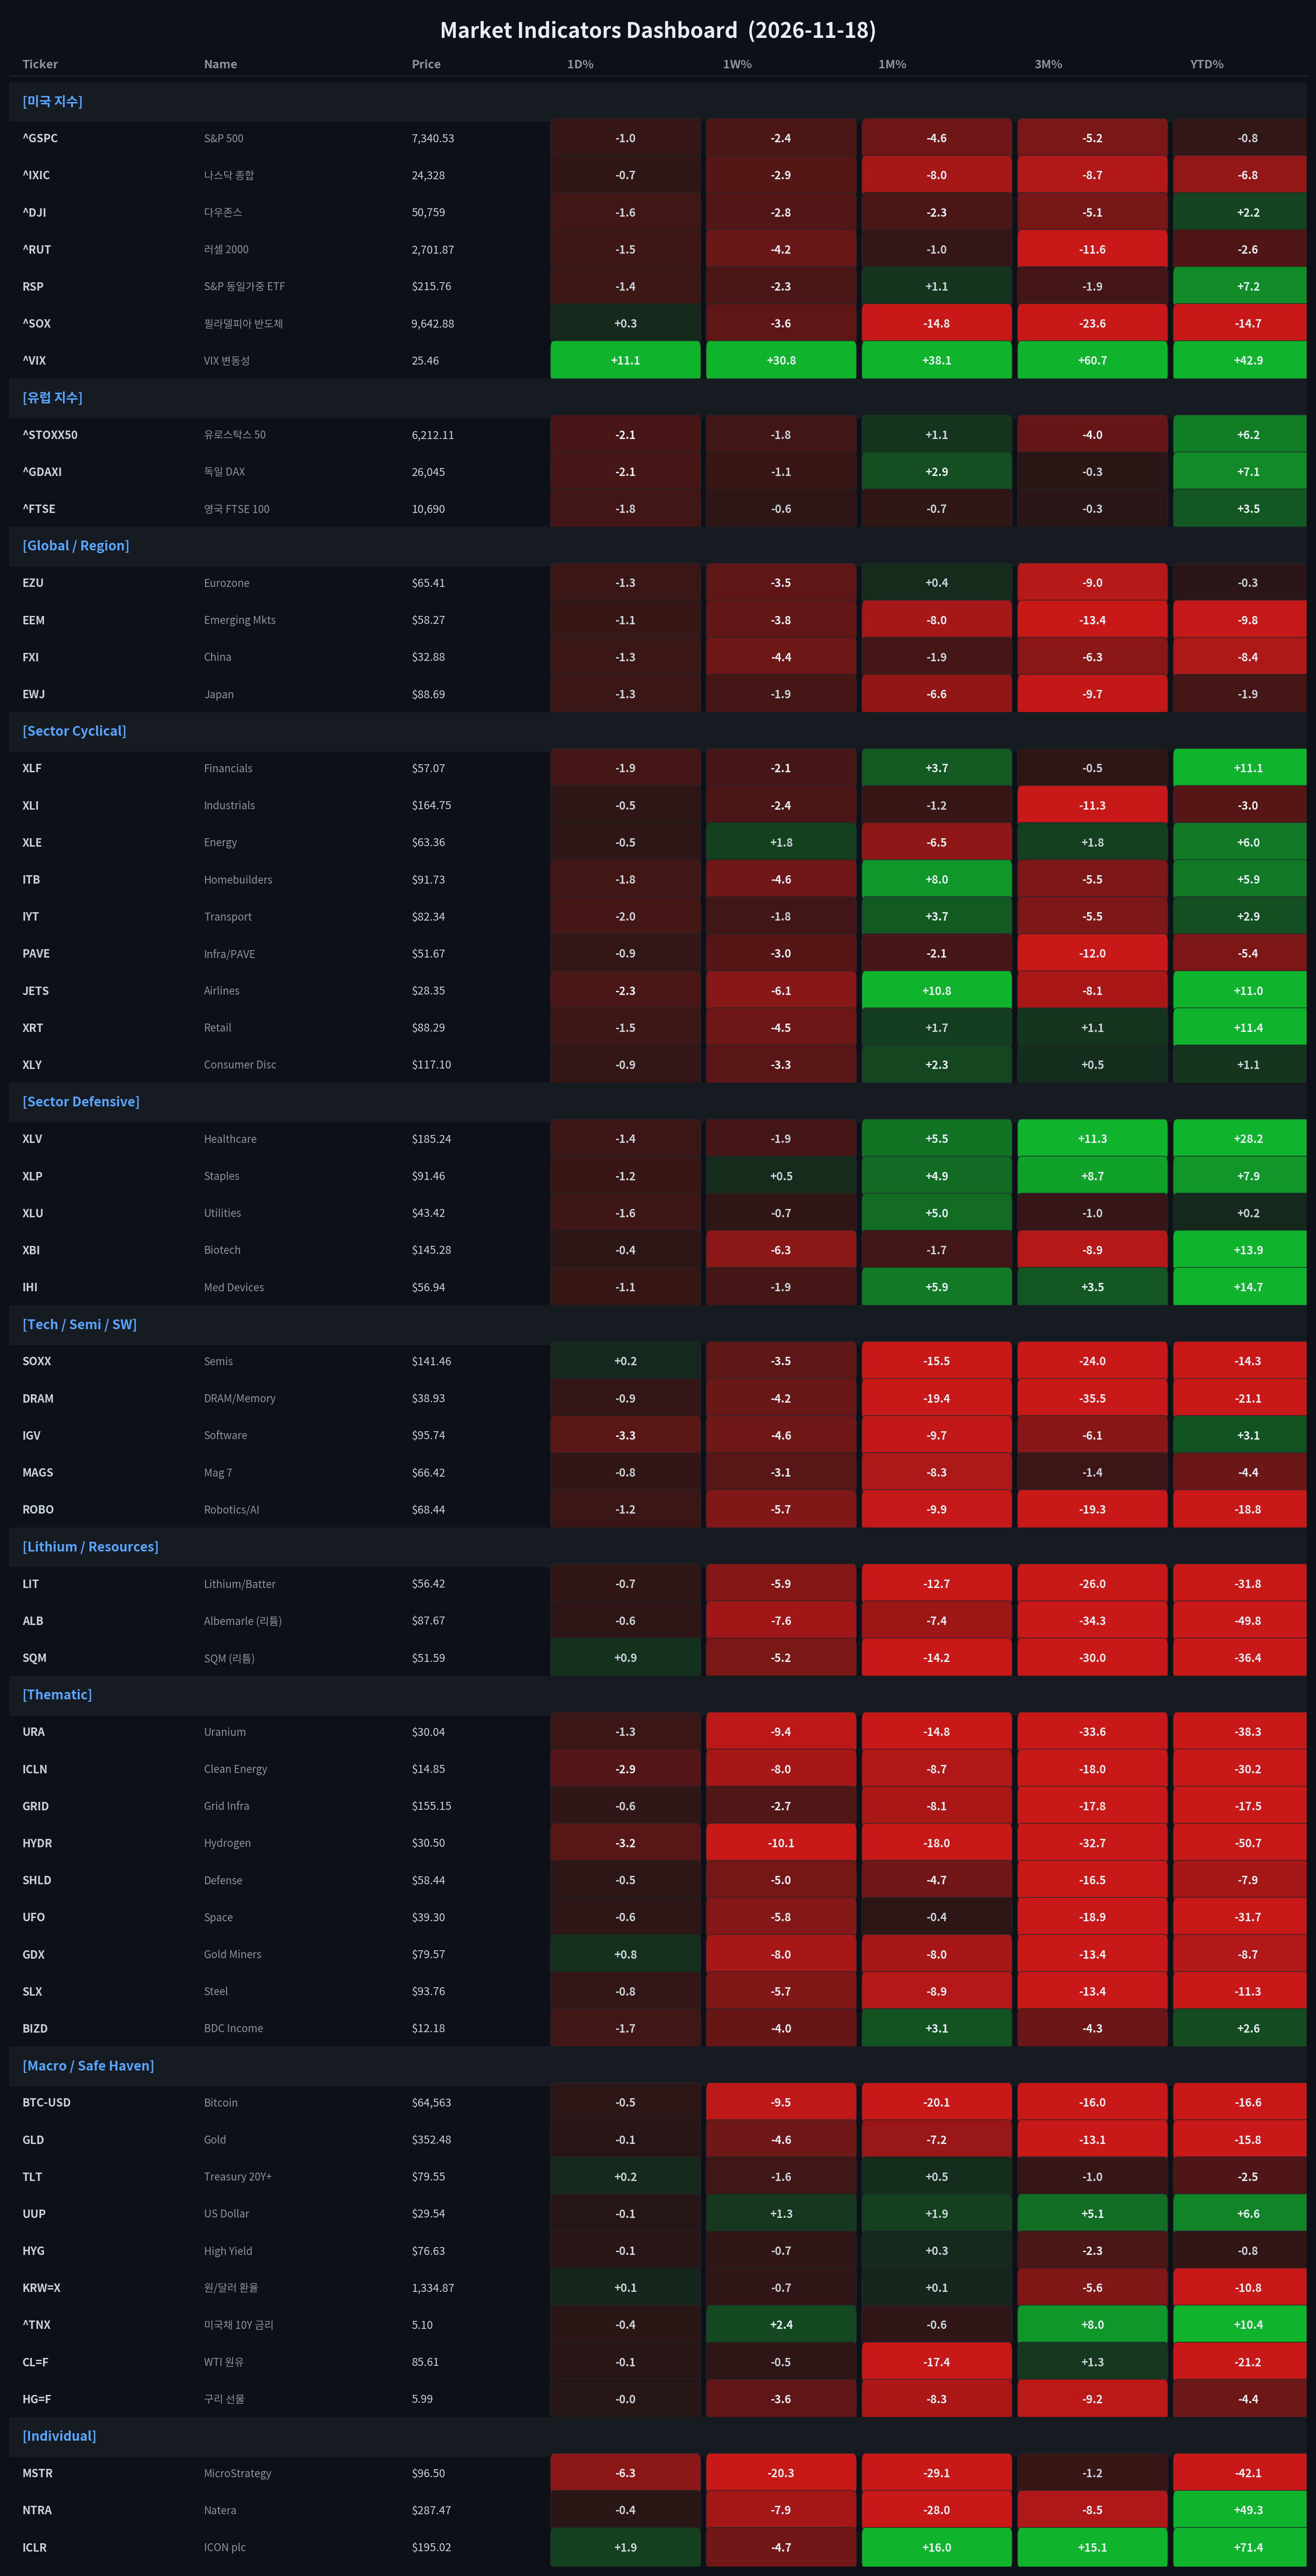 Market Indicators Dashboard (2026-11-18)
Ticker Name Price 1D% 1W% 1M% 3M% YTD%
[미국 지수]
^GSPC S&P 500 7,340.53 -1.0 -2.4 -4.6 -5.2 -0.8
^IXIC 나스닥 종합 24,328 -0.7 -2.9 -8.0 -8.7 -6.8
^DJI 다우존스 50,759 -1.6 -2.8 -2.3 -5.1 +2.2
^RUT 러셀 2000 2,701.87 -1.5 -4.2 -1.0 -11.6 -2.6
RSP S&P 동일가중 ETF $215.76 -1.4 -2.3 +1.1 -1.9 +7.2
^SOX 필라델피아 반도체 9,642.88 +0.3 -3.6 -14.8 -23.6 -14.7
^VIX VIX 변동성 25.46 +11.1 +30.8 +38.1 +60.7 +42.9
[유럽 지수]
^STOXX50 유로스탁스 50 6,212.11 -2.1 -1.8 +1.1 -4.0 +6.2
^GDAXI 독일 DAX 26,045 -2.1 -1.1 +2.9 -0.3 +7.1
^FTSE 영국 FTSE 100 10,690 -1.8 -0.6 -0.7 -0.3 +3.5
[Global / Region]
EZU Eurozone $65.41 -1.3 -3.5 +0.4 -9.0 -0.3
EEM Emerging Mkts $58.27 -1.1 -3.8 -8.0 -13.4 -9.8
FXI China $32.88 -1.3 -4.4 -1.9 -6.3 -8.4
EWJ Japan $88.69 -1.3 -1.9 -6.6 -9.7 -1.9
[Sector Cyclical]
XLF Financials $57.07 -1.9 -2.1 +3.7 -0.5 +11.1
XLI Industrials $164.75 -0.5 -2.4 -1.2 -11.3 -3.0
XLE Energy $63.36 -0.5 +1.8 -6.5 +1.8 +6.0
ITB Homebuilders $91.73 -1.8 -4.6 +8.0 -5.5 +5.9
IYT Transport $82.34 -2.0 -1.8 +3.7 -5.5 +2.9
PAVE Infra/PAVE $51.67 -0.9 -3.0 -2.1 -12.0 -5.4
JETS Airlines $28.35 -2.3 -6.1 +10.8 -8.1 +11.0
XRT Retail $88.29 -1.5 -4.5 +1.7 +1.1 +11.4
XLY Consumer Disc $117.10 -0.9 -3.3 +2.3 +0.5 +1.1
[Sector Defensive]
XLV Healthcare $185.24 -1.4 -1.9 +5.5 +11.3 +28.2
XLP Staples $91.46 -1.2 +0.5 +4.9 +8.7 +7.9
XLU Utilities $43.42 -1.6 -0.7 +5.0 -1.0 +0.2
XBI Biotech $145.28 -0.4 -6.3 -1.7 -8.9 +13.9
IHI Med Devices $56.94 -1.1 -1.9 +5.9 +3.5 +14.7
[Tech / Semi / SW]
SOXX Semis $141.46 +0.2 -3.5 -15.5 -24.0 -14.3
DRAM DRAM/Memory $38.93 -0.9 -4.2 -19.4 -35.5 -21.1
IGV Software $95.74 -3.3 -4.6 -9.7 -6.1 +3.1
MAGS Mag 7 $66.42 -0.8 -3.1 -8.3 -1.4 -4.4
ROBO Robotics/AI $68.44 -1.2 -5.7 -9.9 -19.3 -18.8
[Lithium / Resources]
LIT Lithium/Batter $56.42 -0.7 -5.9 -12.7 -26.0 -31.8
ALB Albemarle (리튬) $87.67 -0.6 -7.6 -7.4 -34.3 -49.8
SQM SQM (리튬) $51.59 +0.9 -5.2 -14.2 -30.0 -36.4
[Thematic]
URA Uranium $30.04 -1.3 -9.4 -14.8 -33.6 -38.3
ICLN Clean Energy $14.85 -2.9 -8.0 -8.7 -18.0 -30.2
GRID Grid Infra $155.15 -0.6 -2.7 -8.1 -17.8 -17.5
HYDR Hydrogen $30.50 -3.2 -10.1 -18.0 -32.7 -50.7
SHLD Defense $58.44 -0.5 -5.0 -4.7 -16.5 -7.9
UFO Space $39.30 -0.6 -5.8 -0.4 -18.9 -31.7
GDX Gold Miners $79.57 +0.8 -8.0 -8.0 -13.4 -8.7
SLX Steel $93.76 -0.8 -5.7 -8.9 -13.4 -11.3
BIZD BDC Income $12.18 -1.7 -4.0 +3.1 -4.3 +2.6
[Macro / Safe Haven]
BTC-USD Bitcoin $64,563 -0.5 -9.5 -20.1 -16.0 -16.6
GLD Gold $352.48 -0.1 -4.6 -7.2 -13.1 -15.8
TLT Treasury 20Y+ $79.55 +0.2 -1.6 +0.5 -1.0 -2.5
UUP US Dollar $29.54 -0.1 +1.3 +1.9 +5.1 +6.6
HYG High Yield $76.63 -0.1 -0.7 +0.3 -2.3 -0.8
KRW=X 원/달러 환율 1,334.87 +0.1 -0.7 +0.1 -5.6 -10.8
^TNX 미국채 10Y 금리 5.10 -0.4 +2.4 -0.6 +8.0 +10.4
CL=F WTI 원유 85.61 -0.1 -0.5 -17.4 +1.3 -21.2
HG=F 구리 선물 5.99 -0.0 -3.6 -8.3 -9.2 -4.4
[Individual]
MSTR MicroStrategy $96.50 -6.3 -20.3 -29.1 -1.2 -42.1
NTRA Natera $287.47 -0.4 -7.9 -28.0 -8.5 +49.3
ICLR ICON plc $195.02 +1.9 -4.7 +16.0 +15.1 +71.4